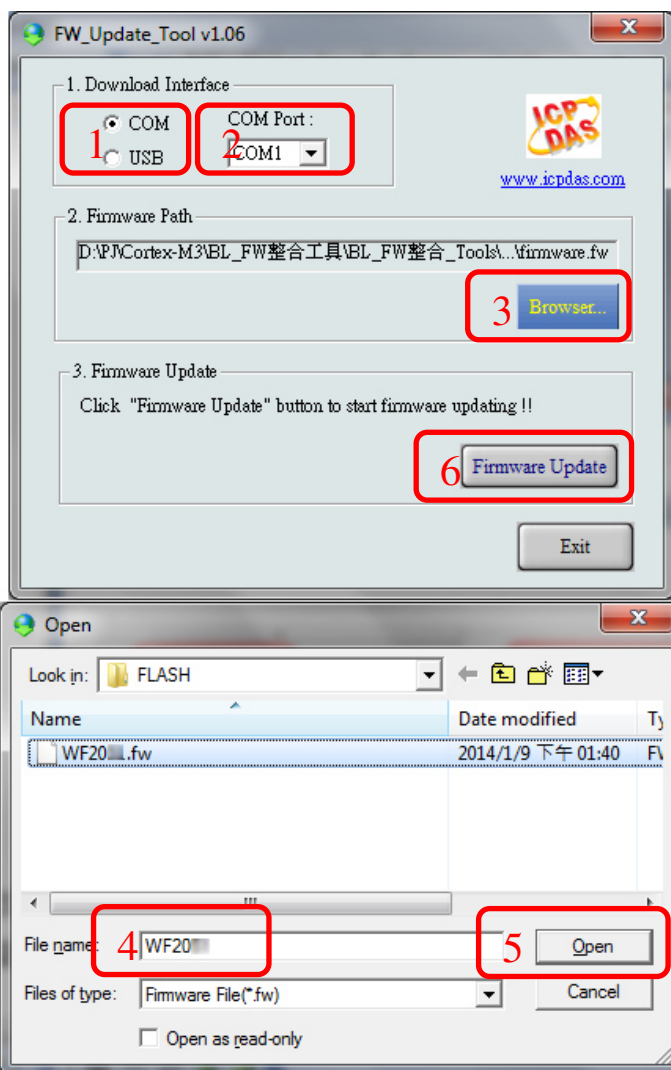 FW_Update_Tool v1.06
1. Download Interface
1
COM
USB
2
COM Port :
COM1
ICP
DAS
www.icpdas.com
2. Firmware Path
D:\PJ\Cortex-M3\BL_FW整合工具\BL_FW整合_Tools\...\firmware.fw
3
Browser...
3. Firmware Update
Click "Firmware Update" button to start firmware updating !!
6
Firmware Update
Exit
Open
Look in: FLASH
Name Date modified Ty
WF20 .fw 2014/1/9 下午 01:40
File name: 4 WF20 5 Open
Files of type: Firmware File(*.fw) Cancel
Open as read-only